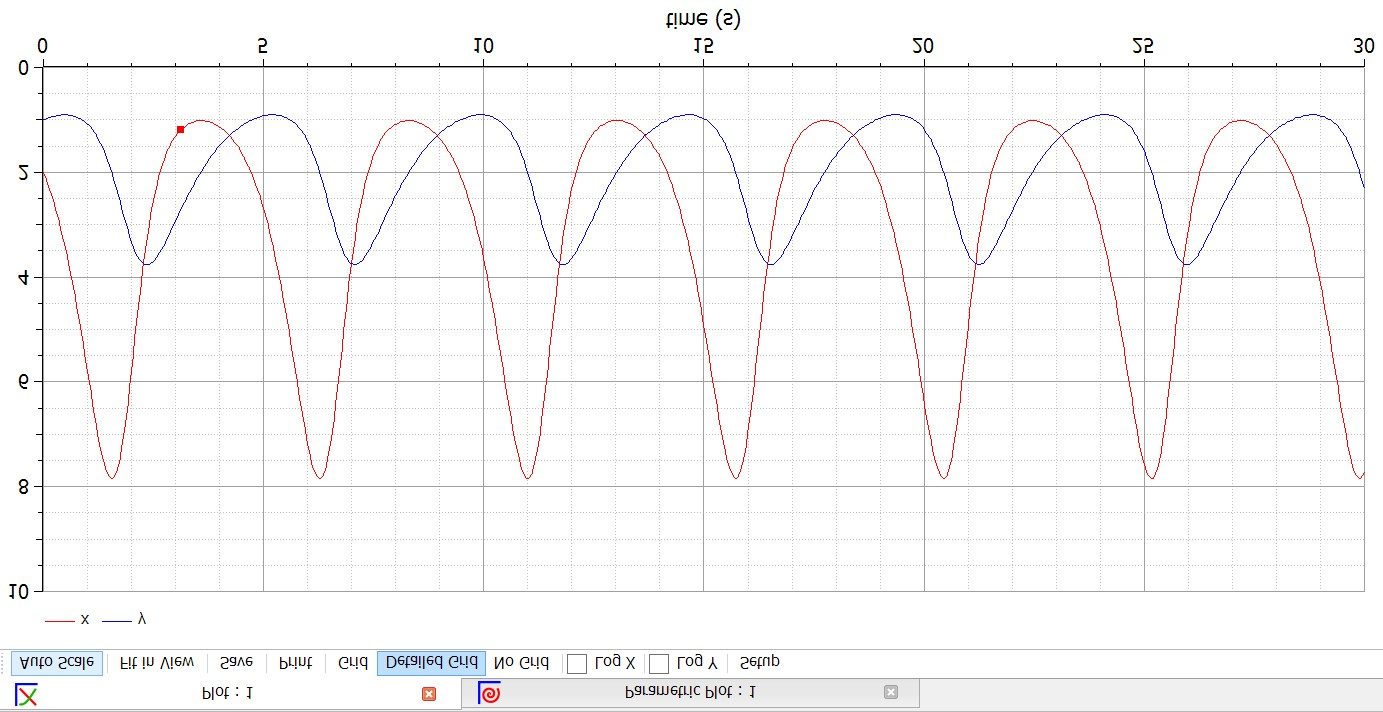 Plot : 1 Parametric Plot : 1
Auto Scale Fit in View Save Print Grid Detailed Grid No Grid Log X Log Y Setup
x y
10
8
6
4
2
0
0 5 10 15 20 25 30
time (s)